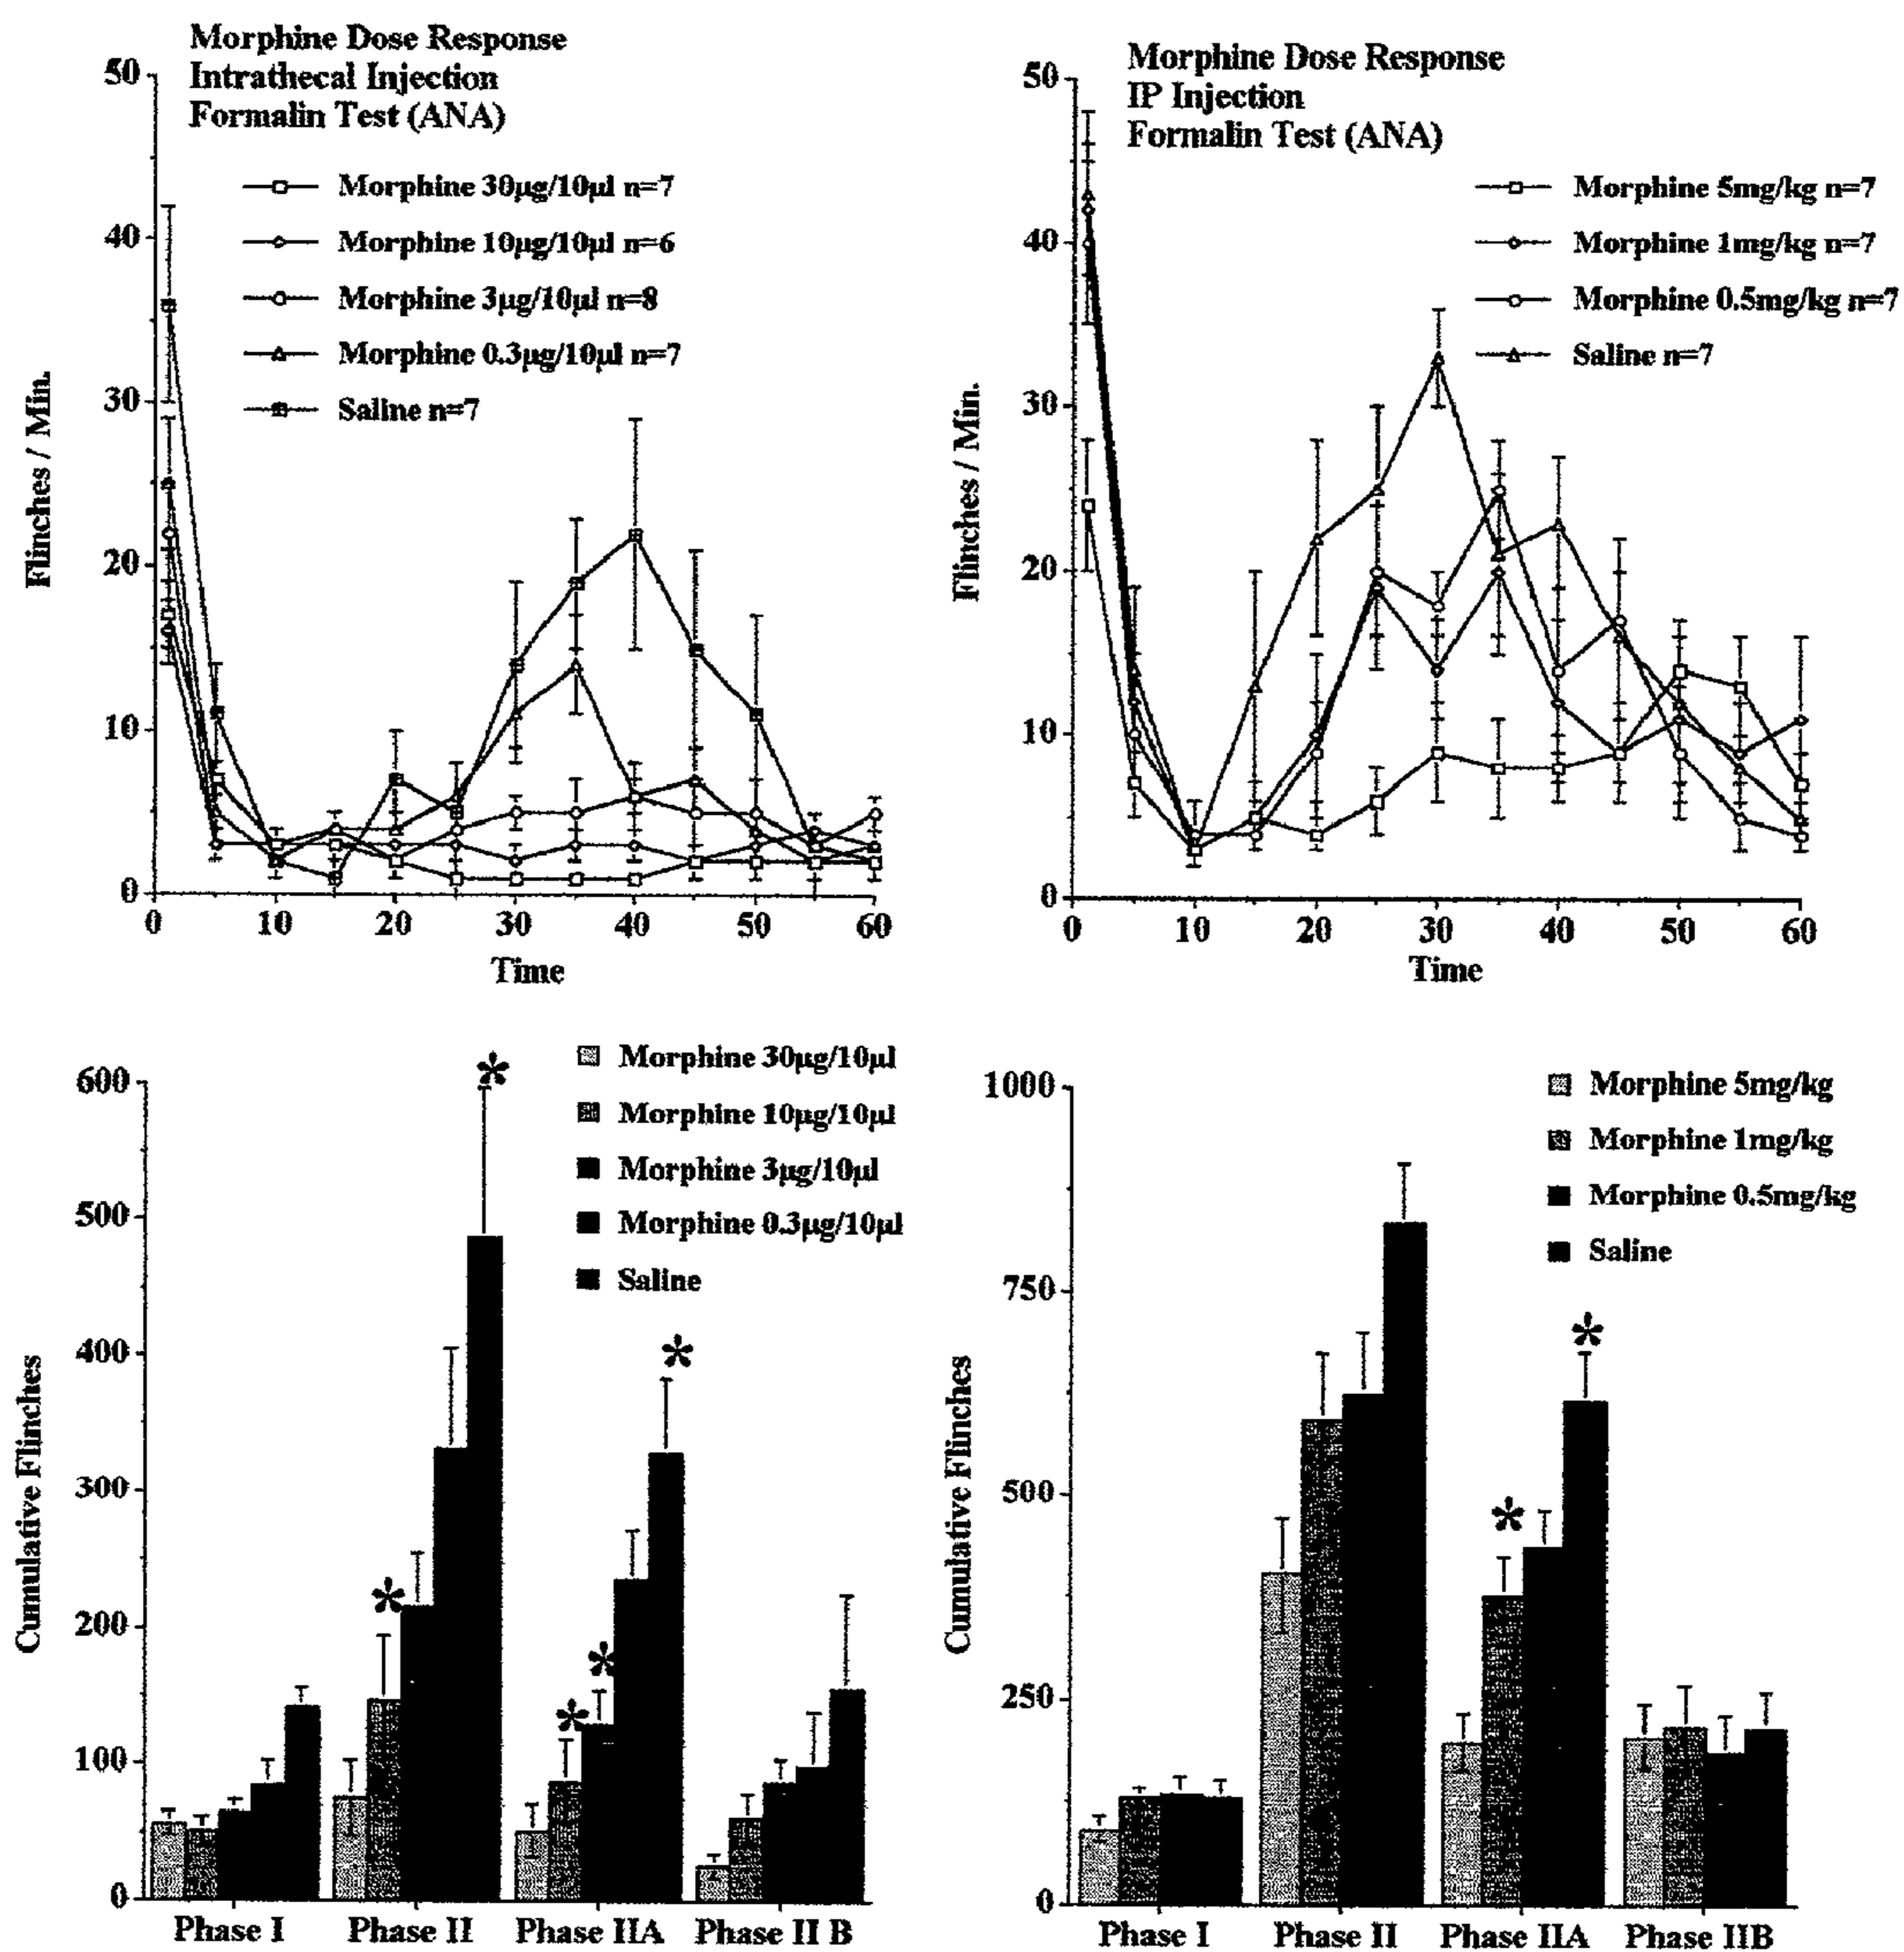 Morphine Dose Response
Intrathecal Injection
Formalin Test (ANA)
50
40
30
20
10
0
Flinches / Min.
Morphine 30µg/10µl n=7
Morphine 10µg/10µl n=6
Morphine 3µg/10µl n=8
Morphine 0.3µg/10µl n=7
Saline n=7
0 10 20 30 40 50 60
Time
Morphine Dose Response
IP Injection
Formalin Test (ANA)
50
40
30
20
10
0
Flinches / Min.
Morphine 5mg/kg n=7
Morphine 1mg/kg n=7
Morphine 0.5mg/kg n=7
Saline n=7
0 10 20 30 40 50 60
Time
600
500
400
300
200
100
0
Cumulative Flinches
Morphine 30µg/10µl
Morphine 10µg/10µl
Morphine 3µg/10µl
Morphine 0.3µg/10µl
Saline
*
*
*
*
*
Phase I Phase II Phase IIA Phase II B
1000
750
500
250
0
Cumulative Flinches
Morphine 5mg/kg
Morphine 1mg/kg
Morphine 0.5mg/kg
Saline
*
*
Phase I Phase II Phase IIA Phase IIB